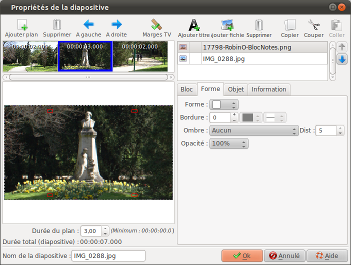 Propriétés de la diapositive
Ajouter plan Supprimer A gauche A droite Marges TV
Ajouter titre Ajouter fichier Supprimer Copier Couper Coller
00:00:03.000 00:00:02.000
17798-RobinO-BlocNotes.png
IMG_0288.jpg
Bloc Forme Objet Information
Forme :
Bordure : 0
Ombre : Aucun Dist : 5
Opacité : 100%
Durée du plan : 3,00 (Minimum : 00:00:00.0)
Durée total (diapositive) : 00:00:07.000
Nom de la diapositive : IMG_0288.jpg
Ok Annulé Aide